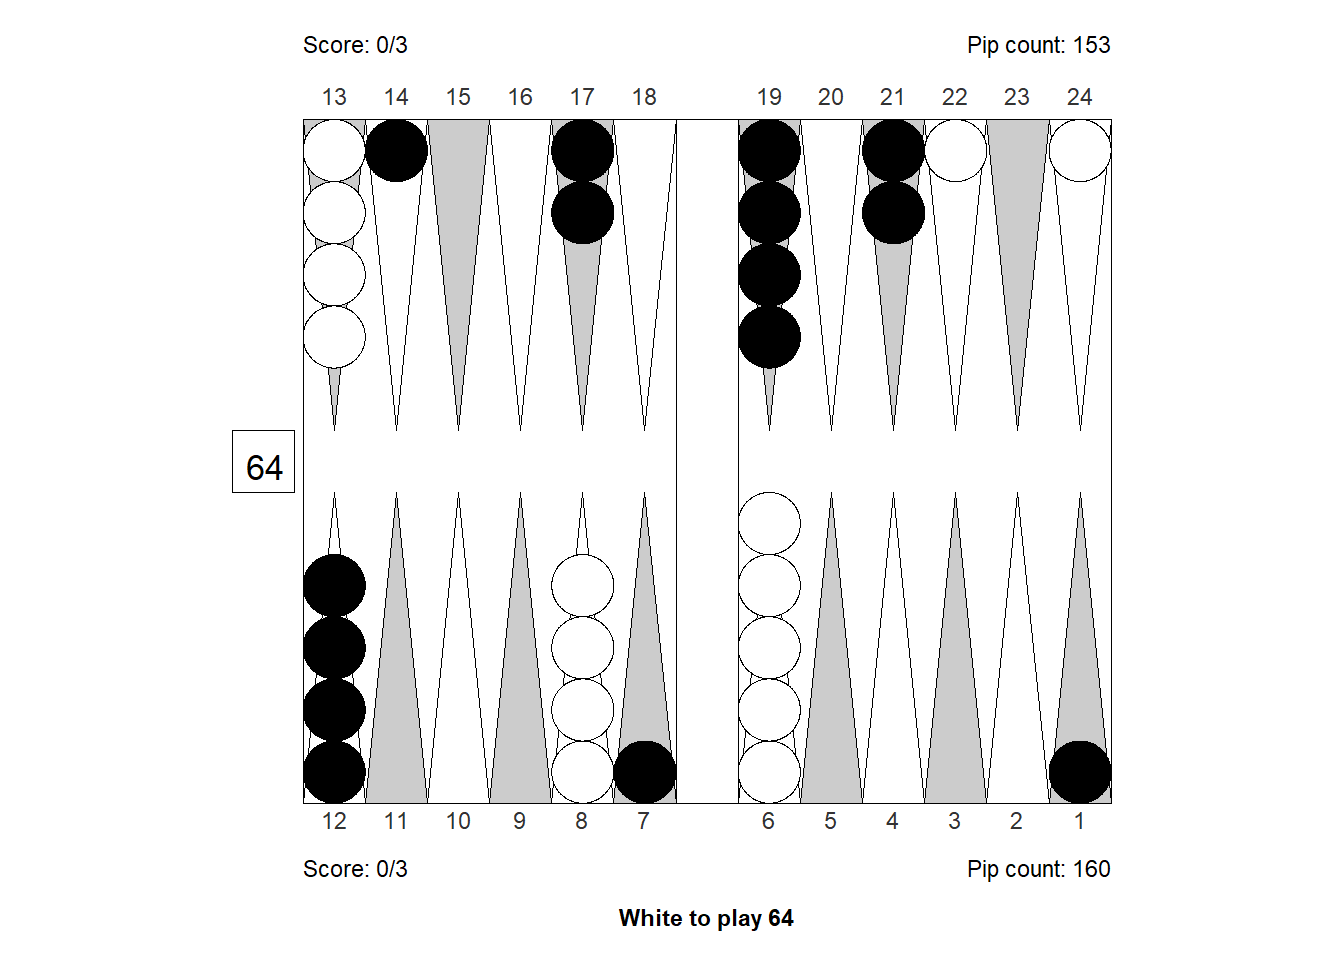 Score: 0/3 Pip count: 153
13 14 15 16 17 18 19 20 21 22 23 24
64
12 11 10 9 8 7 6 5 4 3 2 1
Score: 0/3 Pip count: 160
White to play 64